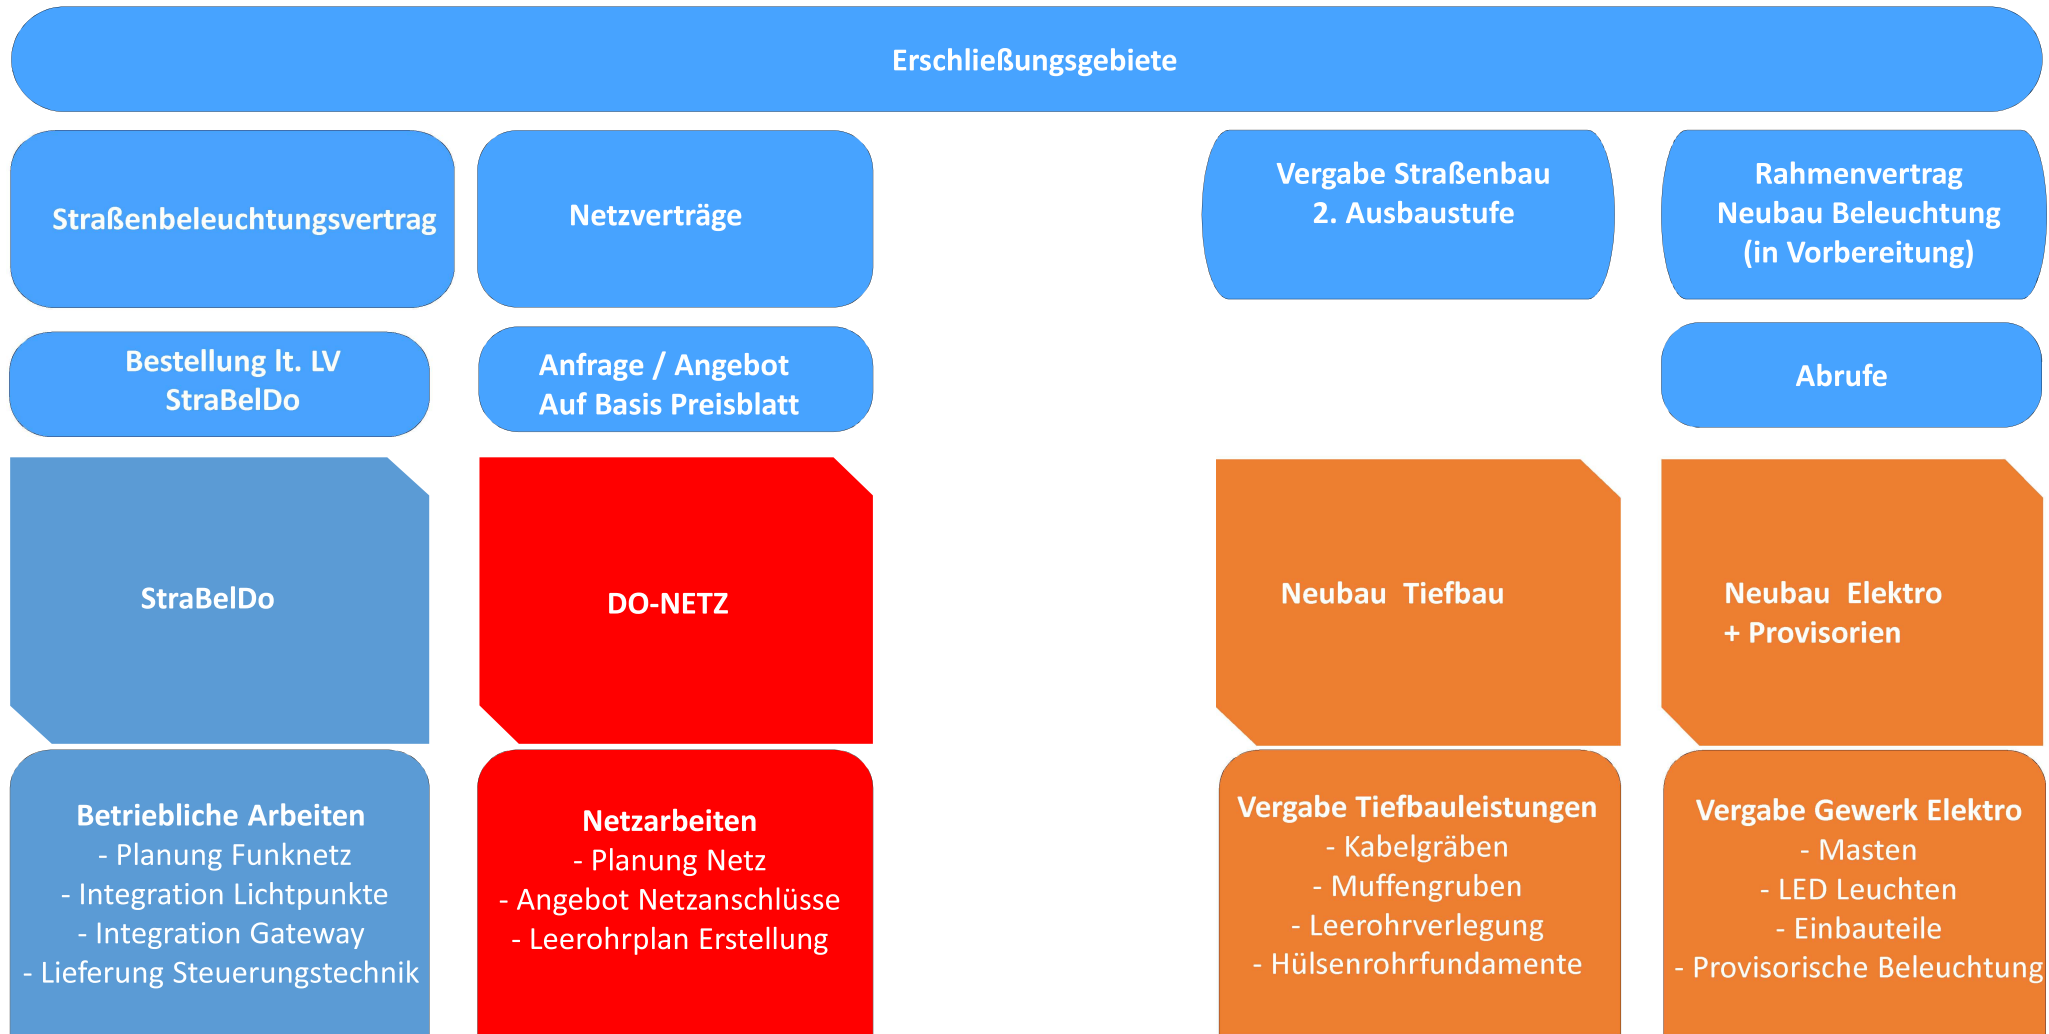 Erschließungsgebiete
Straßenbeleuchtungsvertrag
Netzverträge
Vergabe Straßenbau
2. Ausbaustufe
Rahmenvertrag
Neubau Beleuchtung
(in Vorbereitung)
Bestellung lt. LV
StraBelDo
Anfrage / Angebot
Auf Basis Preisblatt
Abrufe
StraBelDo
DO-NETZ
Neubau Tiefbau
Neubau Elektro
+ Provisorien
Betriebliche Arbeiten
- Planung Funknetz
- Integration Lichtpunkte
- Integration Gateway
- Lieferung Steuerungstechnik
Netzarbeiten
- Planung Netz
- Angebot Netzanschlüsse
- Leerohrplan Erstellung
Vergabe Tiefbauleistungen
- Kabelgräben
- Muffengruben
- Leerohrverlegung
- Hülsenrohrfundamente
Vergabe Gewerk Elektro
- Masten
- LED Leuchten
- Einbauteile
- Provisorische Beleuchtung